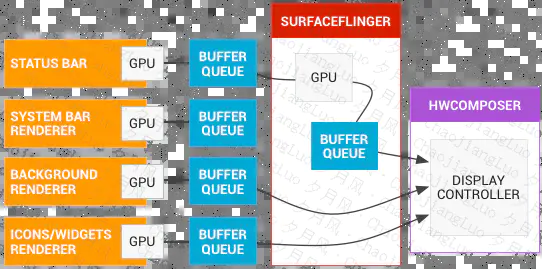 SURFACEFLINGER
STATUS BAR
GPU
BUFFER
QUEUE
GPU
SYSTEM BAR
RENDERER
GPU
BUFFER
QUEUE
BUFFER
QUEUE
HWCOMPOSER
BACKGROUND
RENDERER
GPU
BUFFER
QUEUE
DISPLAY
CONTROLLER
ICONS/WIDGETS
RENDERER
GPU
BUFFER
QUEUE